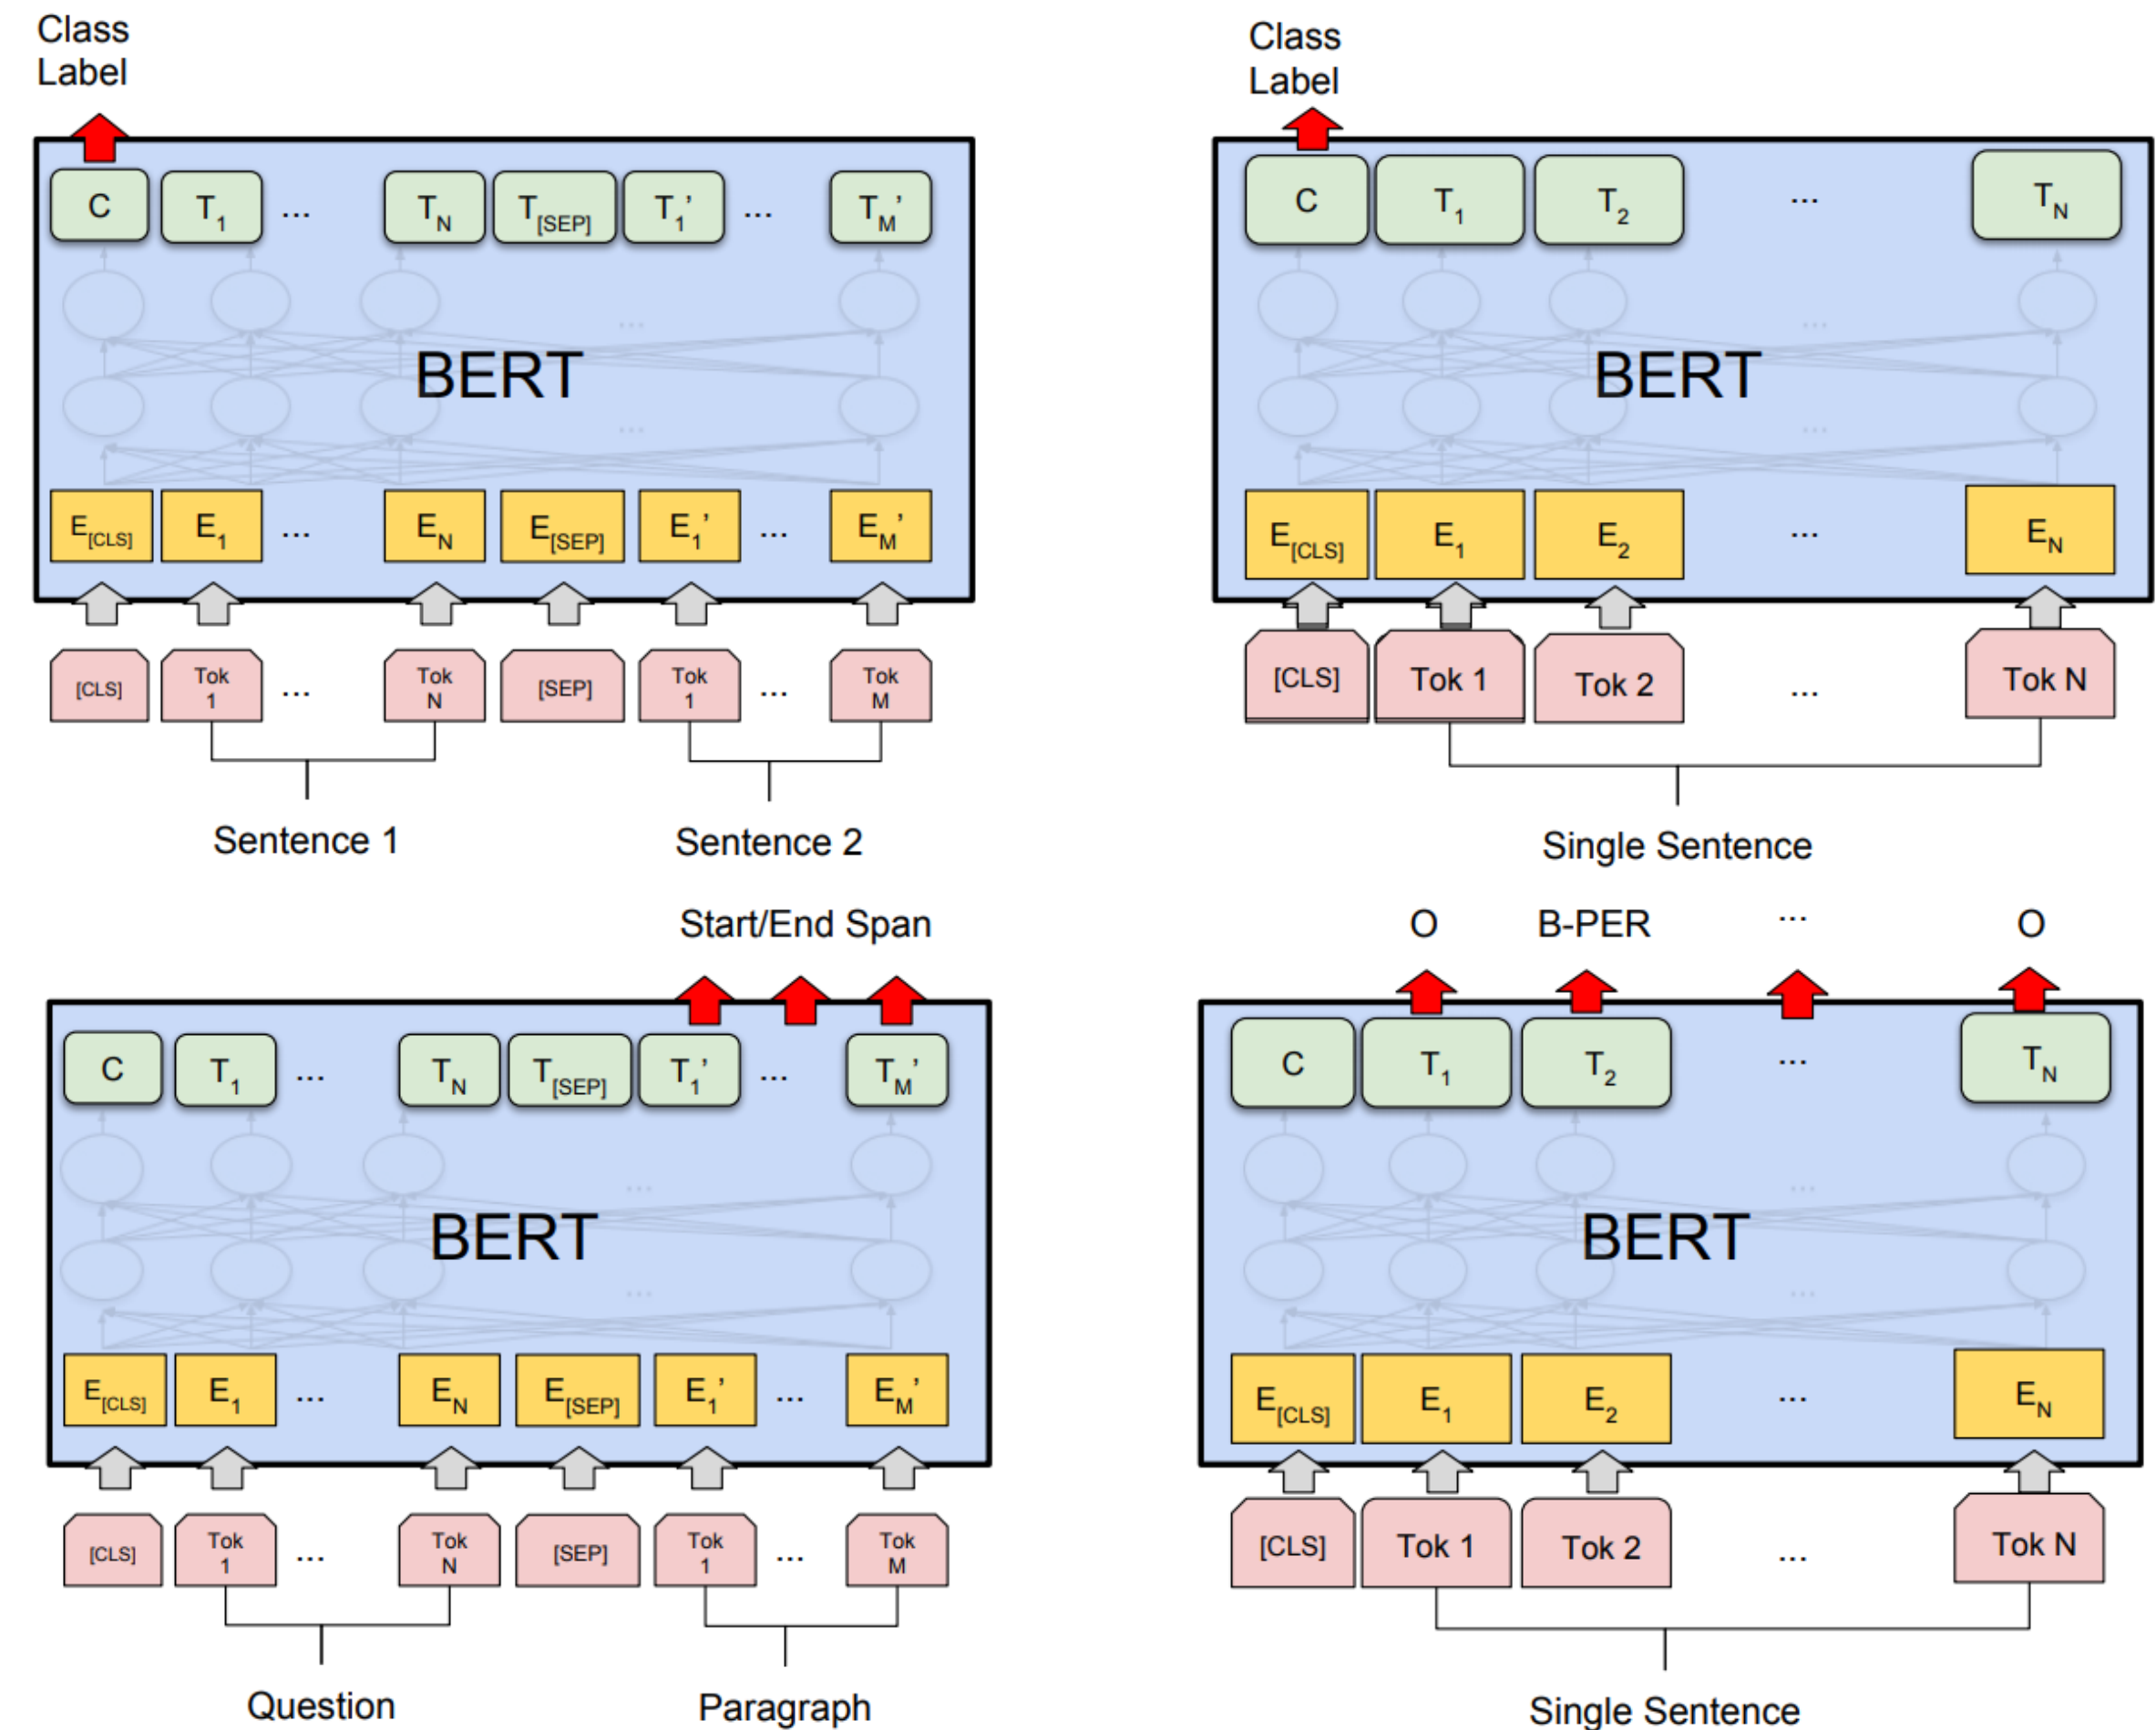 Class
Label
C T1 ... TN T[SEP] T1’ ... TM’
...
BERT
...
E[CLS] E1 ... EN E[SEP] E1’ ... EM’
[CLS] Tok 1 ... Tok N [SEP] Tok 1 ... Tok M
Sentence 1 Sentence 2
Class
Label
C T1 T2 ... TN
...
BERT
...
E[CLS] E1 E2 ... EN
[CLS] Tok 1 Tok 2 ... Tok N
Single Sentence
Start/End Span
C T1 ... TN T[SEP] T1’ ... TM’
...
BERT
...
E[CLS] E1 ... EN E[SEP] E1’ ... EM’
[CLS] Tok 1 ... Tok N [SEP] Tok 1 ... Tok M
Question Paragraph
O B-PER ... O
C T1 T2 ... TN
...
BERT
...
E[CLS] E1 E2 ... EN
[CLS] Tok 1 Tok 2 ... Tok N
Single Sentence